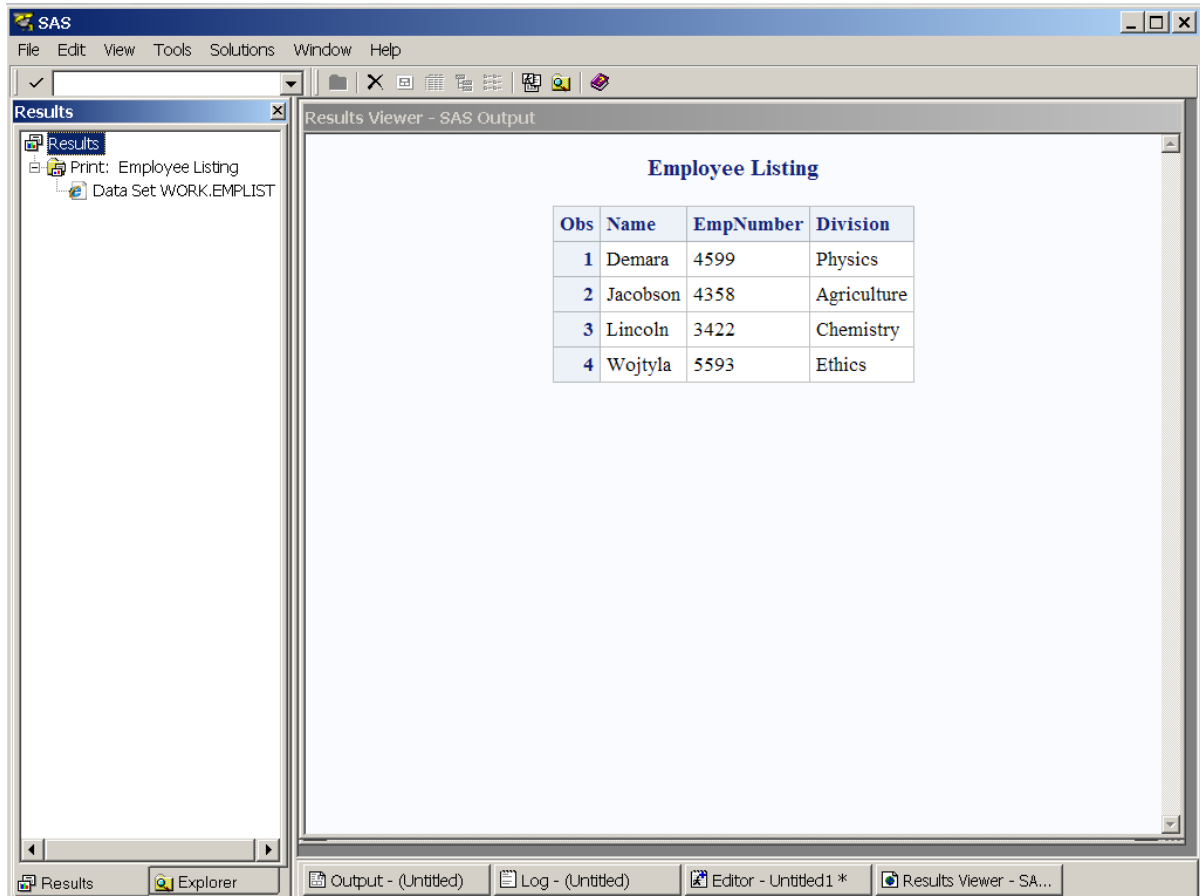 SAS
File Edit View Tools Solutions Window Help
Results
Results
Print: Employee Listing
Data Set WORK.EMPLIST
Results Viewer - SAS Output
Employee Listing
Obs Name EmpNumber Division
1 Demara 4599 Physics
2 Jacobson 4358 Agriculture
3 Lincoln 3422 Chemistry
4 Wojtyla 5593 Ethics
Results Explorer
Output - (Untitled) Log - (Untitled) Editor - Untitled1 * Results Viewer - SA...